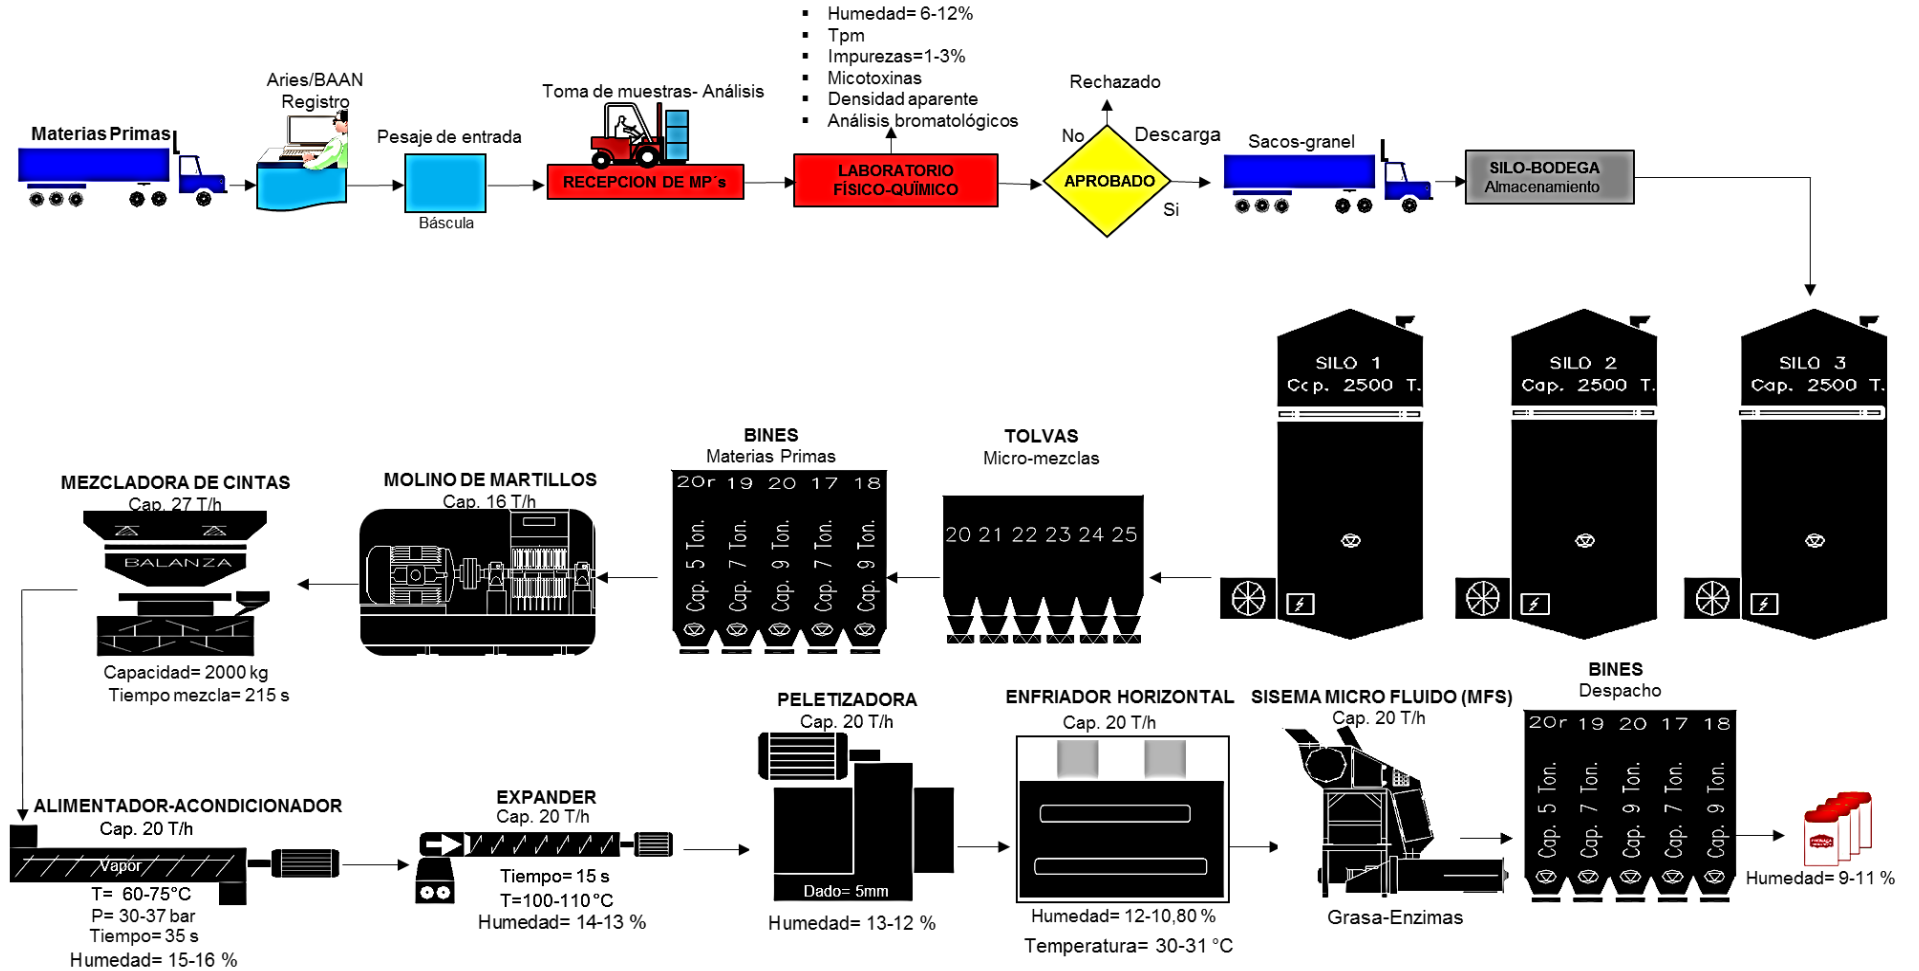 ▪ Humedad= 6-12%
▪ Tpm
▪ Impurezas=1-3%
▪ Micotoxinas
▪ Densidad aparente
▪ Análisis bromatológicos
Materias Primas
Aries/BAAN
Registro
Pesaje de entrada
Báscula
Toma de muestras- Análisis
RECEPCION DE MP´s
LABORATORIO
FÍSICO-QUÏMICO
Rechazado
No
APROBADO
Si
Descarga
Sacos-granel
SILO-BODEGA
Almacenamiento
SILO 1
Cap. 2500 T.
SILO 2
Cap. 2500 T.
SILO 3
Cap. 2500 T.
TOLVAS
Micro-mezclas
20 21 22 23 24 25
BINES
Materias Primas
20r 19 20 17 18
Cap. 5 Ton.
Cap. 7 Ton.
Cap. 9 Ton.
Cap. 7 Ton.
Cap. 9 Ton.
MOLINO DE MARTILLOS
Cap. 16 T/h
MEZCLADORA DE CINTAS
Cap. 27 T/h
BALANZA
Capacidad= 2000 kg
Tiempo mezcla= 215 s
ALIMENTADOR-ACONDICIONADOR
Cap. 20 T/h
Vapor
T= 60-75°C
P= 30-37 bar
Tiempo= 35 s
Humedad= 15-16 %
EXPANDER
Cap. 20 T/h
Tiempo= 15 s
T=100-110 °C
Humedad= 14-13 %
PELETIZADORA
Cap. 20 T/h
Dado= 5mm
Humedad= 13-12 %
ENFRIADOR HORIZONTAL
Cap. 20 T/h
Humedad= 12-10,80 %
Temperatura= 30-31 °C
SISEMA MICRO FLUIDO (MFS)
Cap. 20 T/h
Grasa-Enzimas
BINES
Despacho
20r 19 20 17 18
Cap. 5 Ton.
Cap. 7 Ton.
Cap. 9 Ton.
Cap. 7 Ton.
Cap. 9 Ton.
Humedad= 9-11 %